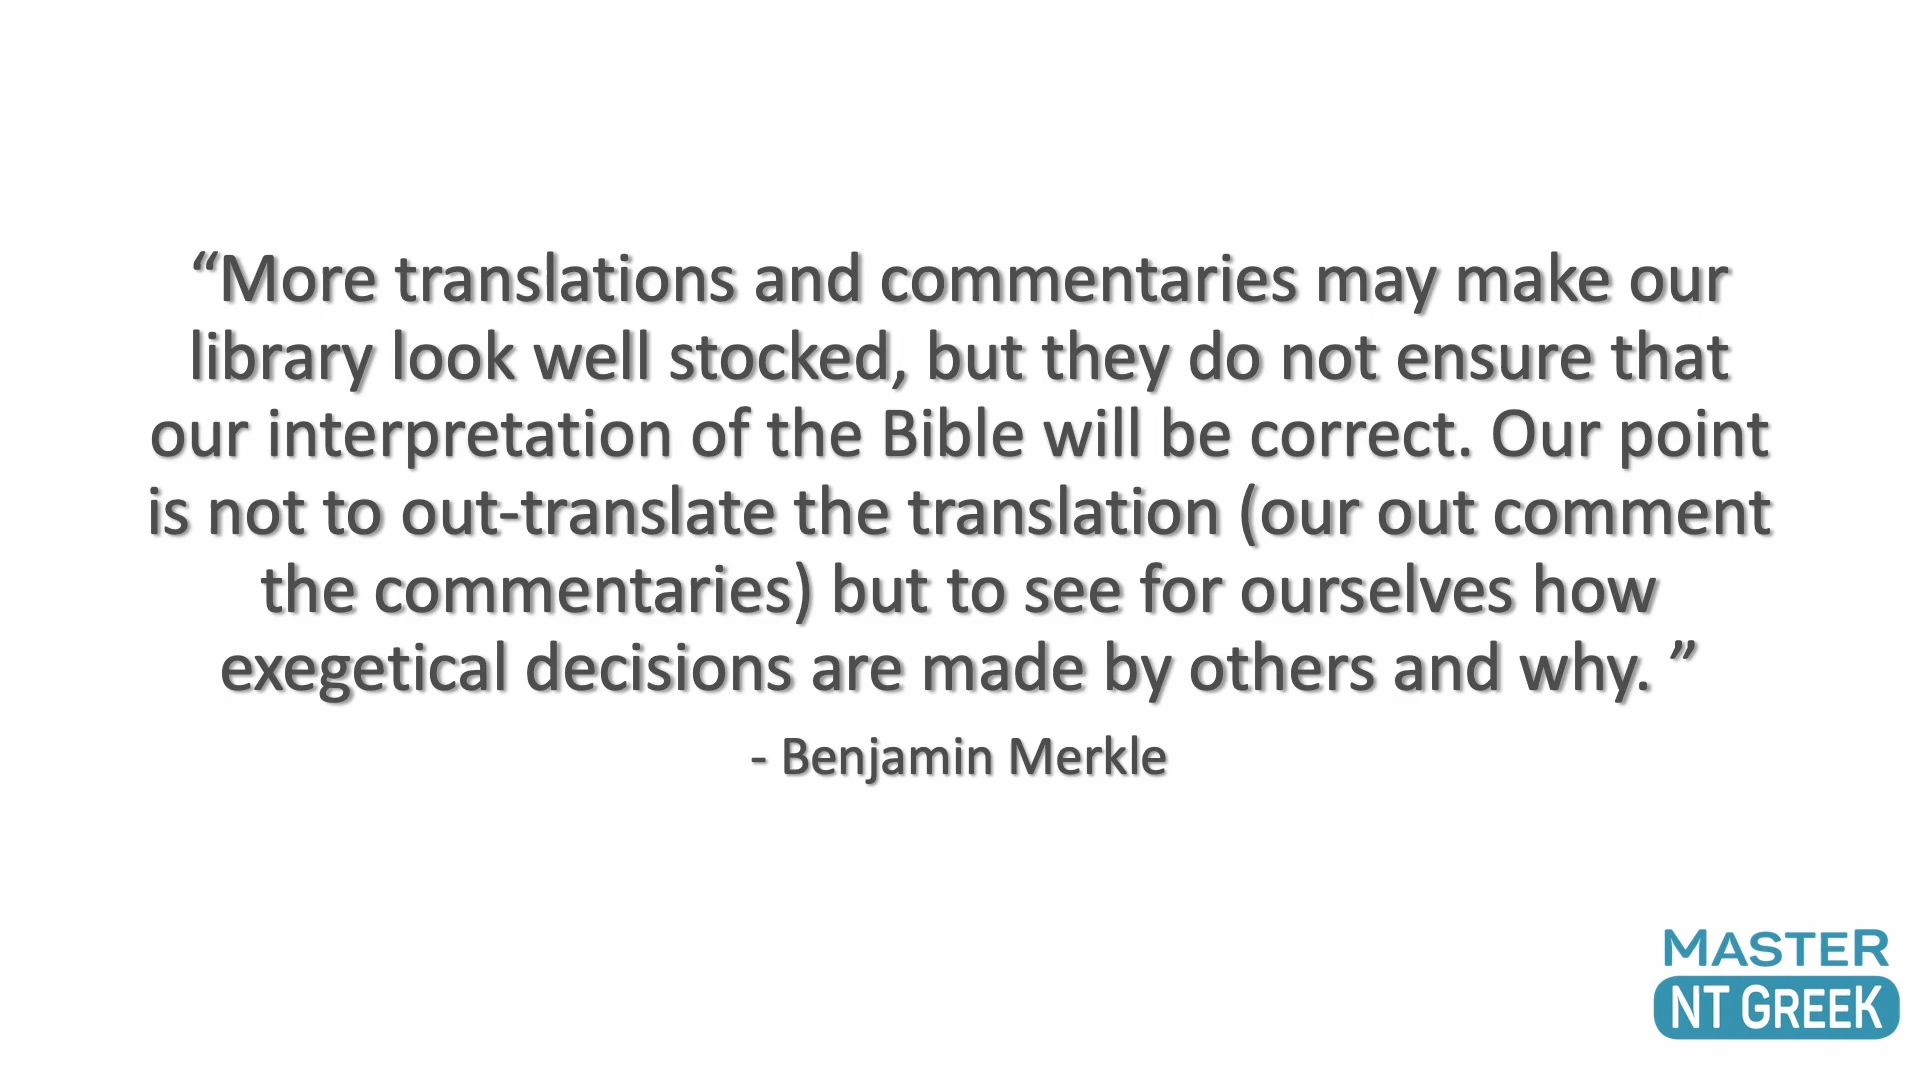 “More translations and commentaries may make our
library look well stocked, but they do not ensure that
our interpretation of the Bible will be correct. Our point
is not to out-translate the translation (our out comment
the commentaries) but to see for ourselves how
exegetical decisions are made by others and why. ”
- Benjamin Merkle
MASTER
NT GREEK